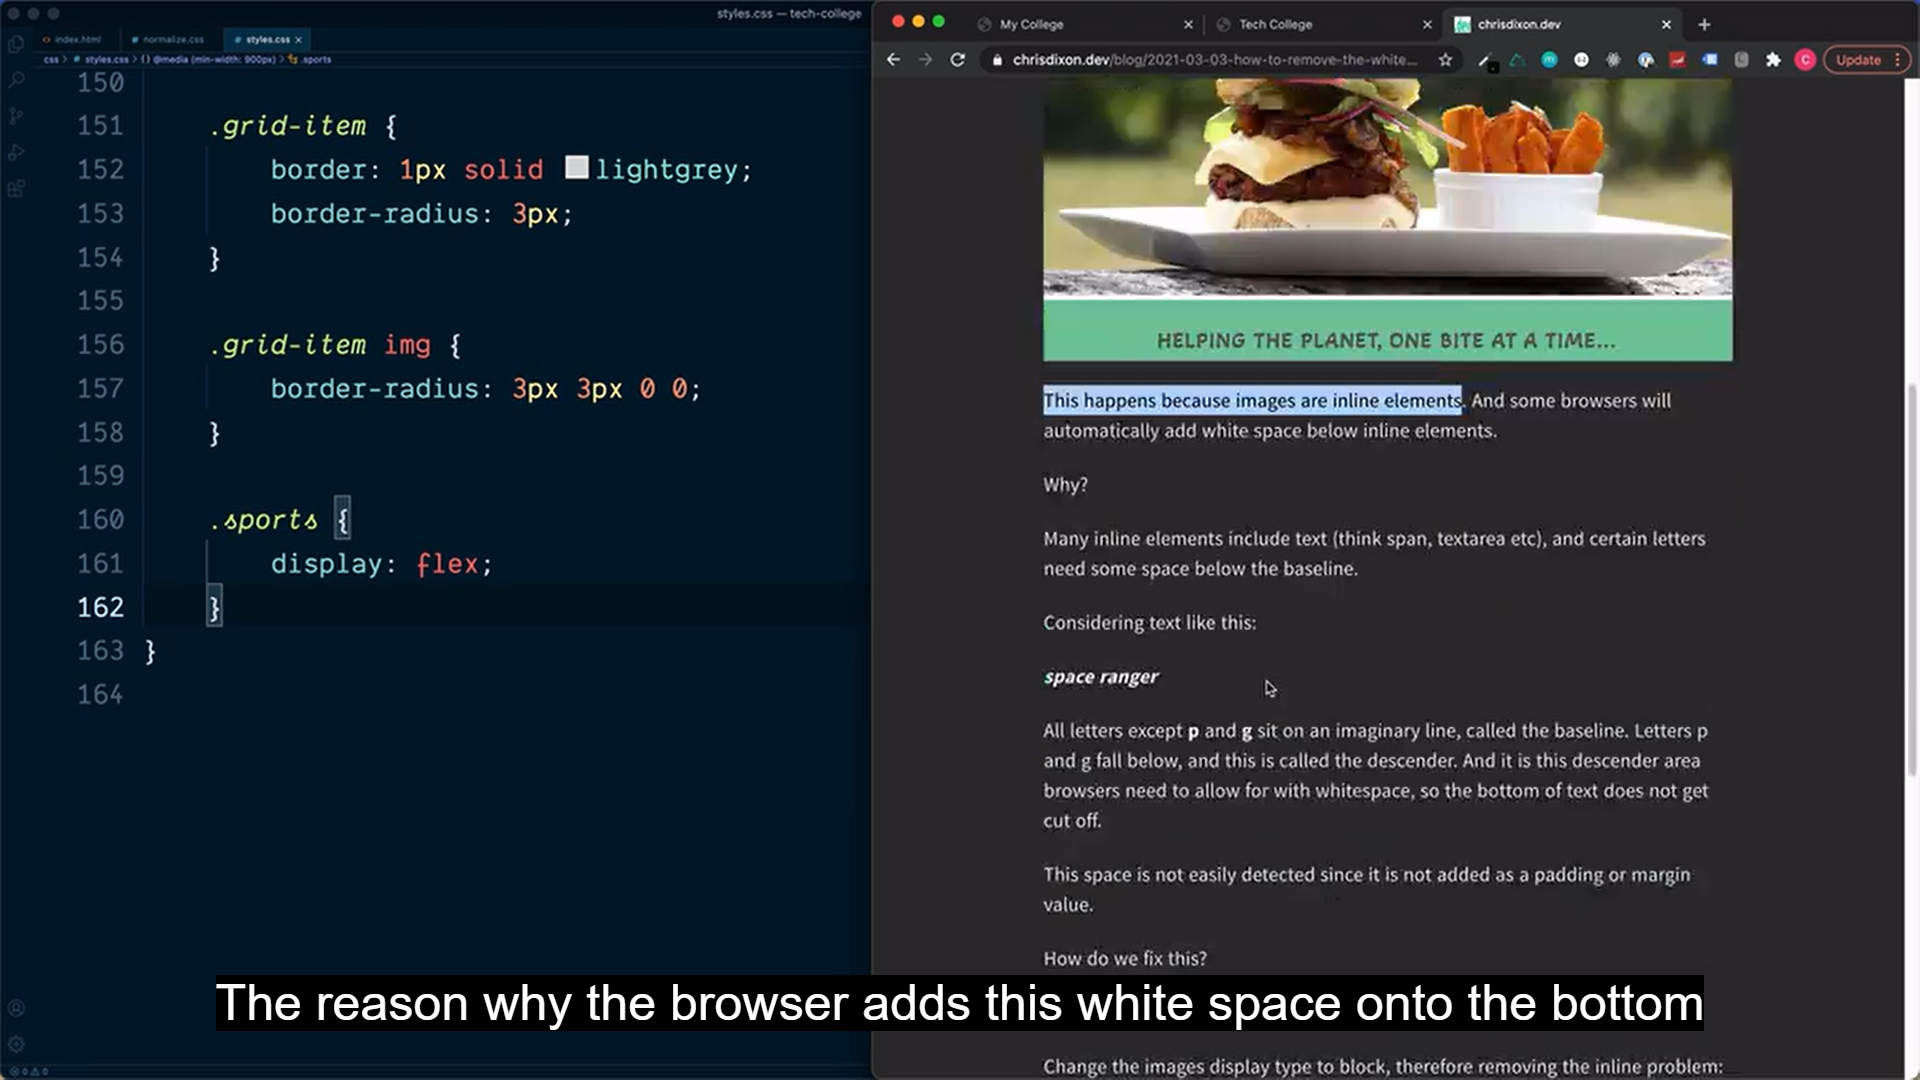 styles.css — tech-college
index.html
normalize.css
styles.css ×
css > # styles.css > {} @media (min-width: 900px) > .sports
150
151 .grid-item {
152 border: 1px solid lightgrey;
153 border-radius: 3px;
154 }
155
156 .grid-item img {
157 border-radius: 3px 3px 0 0;
158 }
159
160 .sports {
161 display: flex;
162 }
163 }
164
My College
Tech College
chrisdixon.dev
chrisdixon.dev/blog/2021-03-03-how-to-remove-the-white...
C
Update
HELPING THE PLANET, ONE BITE AT A TIME...
This happens because images are inline elements. And some browsers will
automatically add white space below inline elements.
Why?
Many inline elements include text (think span, textarea etc), and certain letters
need some space below the baseline.
Considering text like this:
space ranger
All letters except p and g sit on an imaginary line, called the baseline. Letters p
and g fall below, and this is called the descender. And it is this descender area
browsers need to allow for with whitespace, so the bottom of text does not get
cut off.
This space is not easily detected since it is not added as a padding or margin
value.
How do we fix this?
The reason why the browser adds this white space onto the bottom
Change the images display type to block, therefore removing the inline problem: